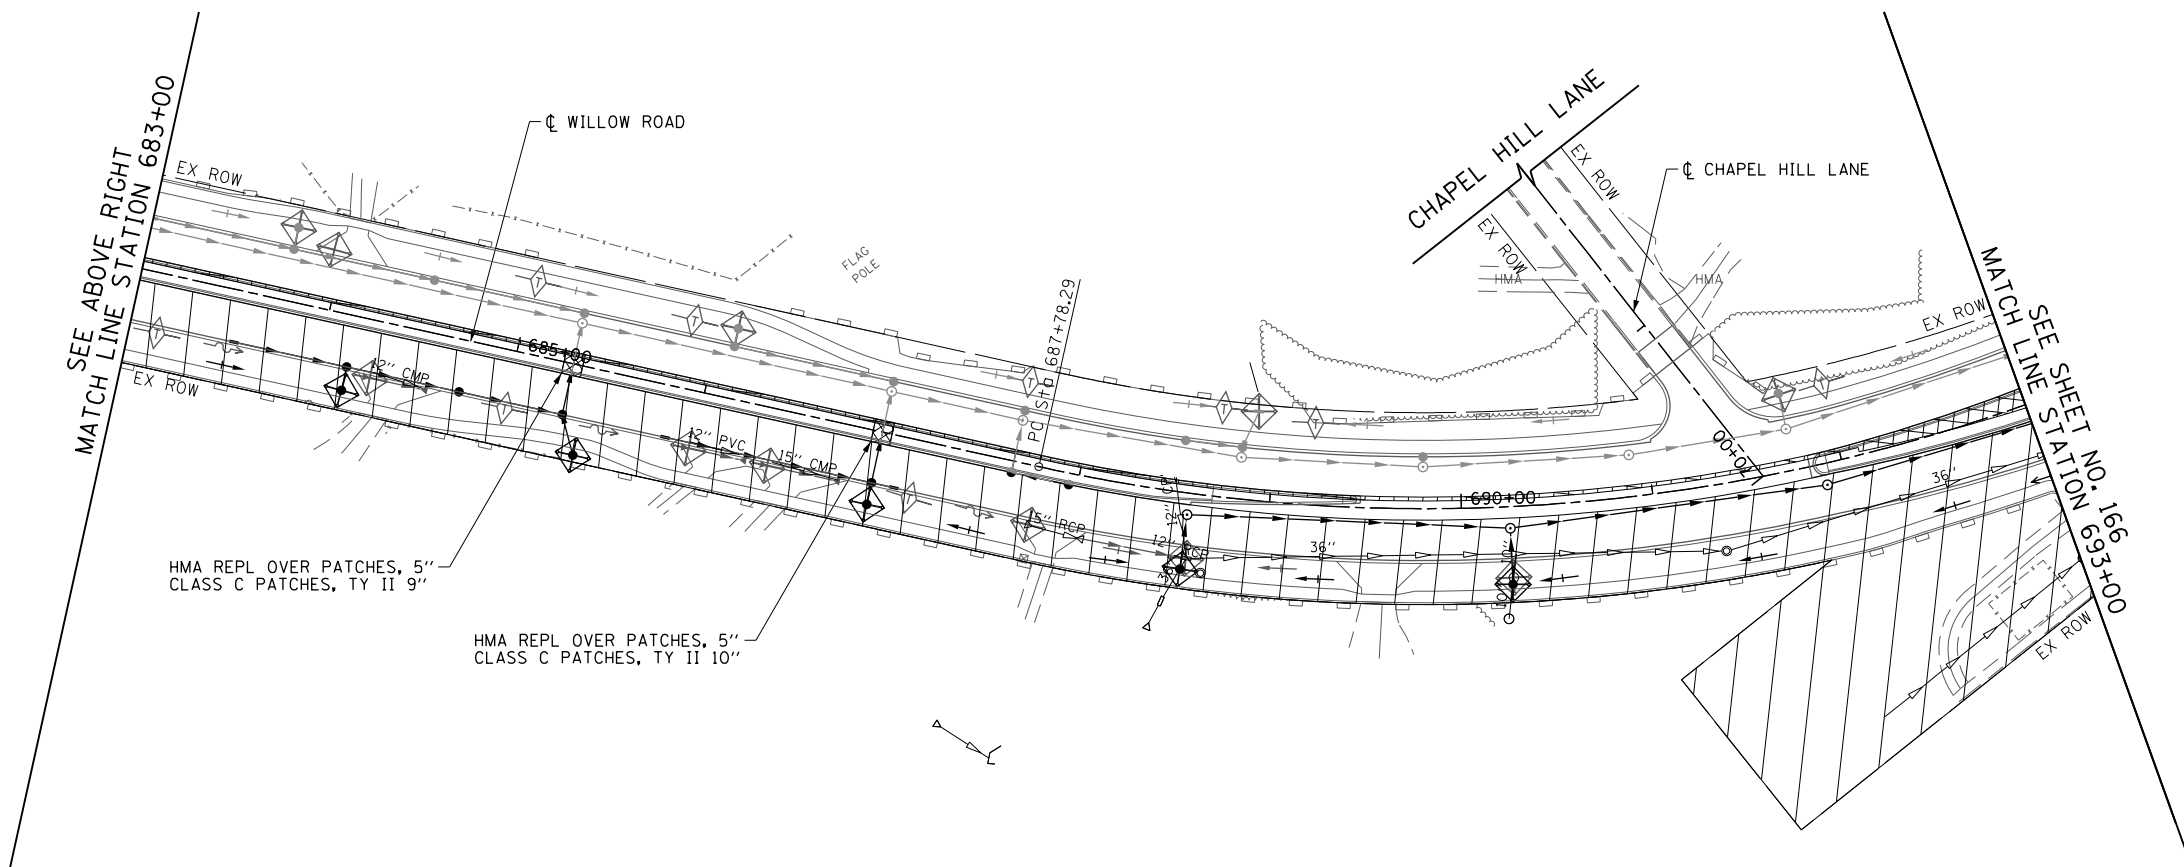 SEE ABOVE RIGHT
MATCH LINE STATION 683+00
EX ROW
℄ WILLOW ROAD
CHAPEL HILL LANE
EX ROW
EX ROW
℄ CHAPEL HILL LANE
HMA
HMA
FLAG
POLE
PC Sta 687+78.29
EX ROW
MATCH LINE STATION 693+00
SEE SHEET NO. 166
T
T
T
T
T
T
T
T
T
T
685+00
EX ROW
12" CMP
12" PVC
15" CMP
15" RCP
12"
12" RCP
36"
690+00
10+00
36"
10"
10"
HMA REPL OVER PATCHES, 5"
CLASS C PATCHES, TY II 9"
HMA REPL OVER PATCHES, 5"
CLASS C PATCHES, TY II 10"
EX ROW